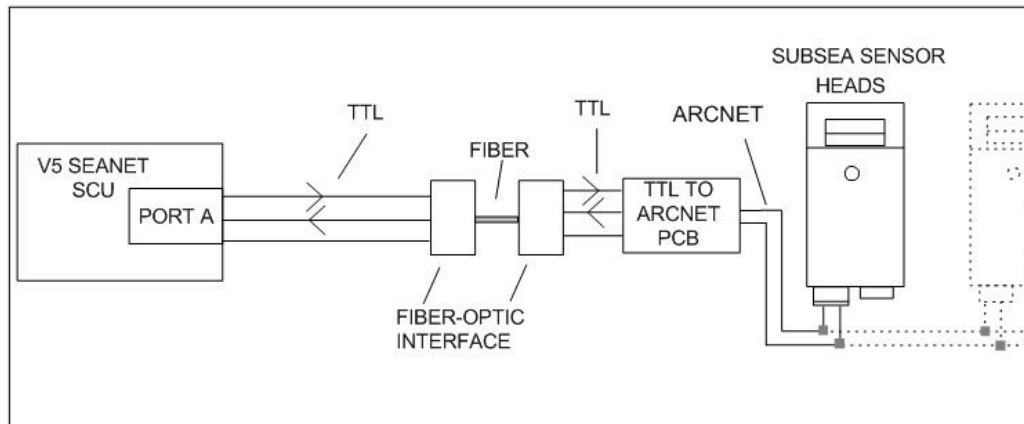 SUBSEA SENSOR
HEADS
TTL
TTL
ARCNET
FIBER
V5 SEANET
SCU
PORT A
TTL TO
ARCNET
PCB
FIBER-OPTIC
INTERFACE